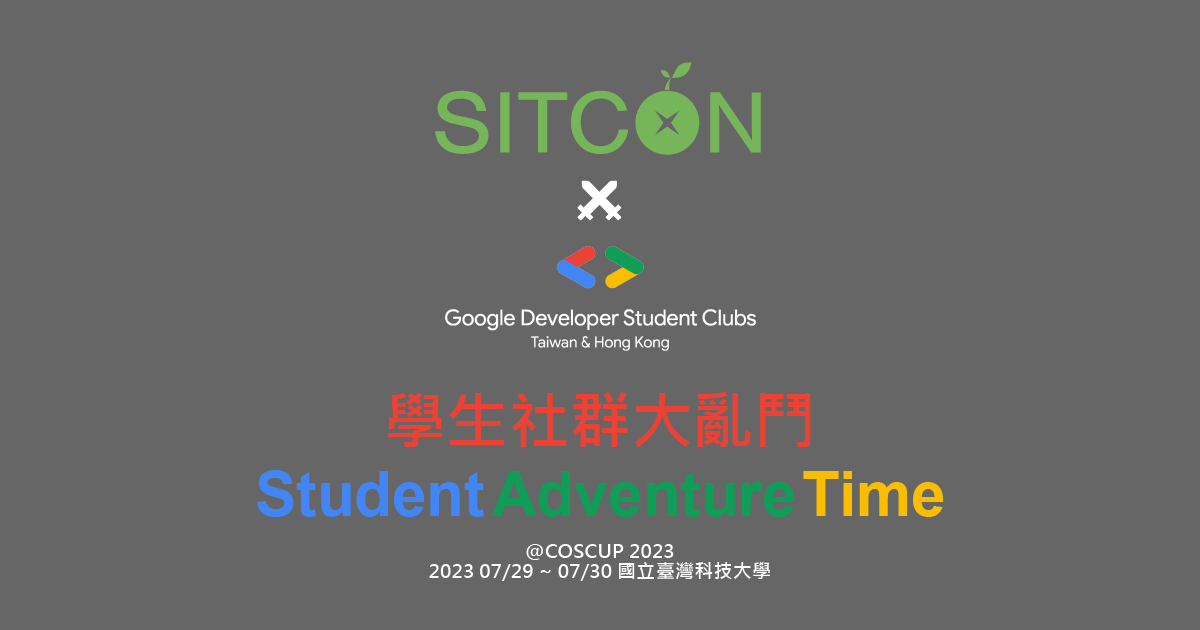 SITCON
Google Developer Student Clubs
Taiwan & Hong Kong
學生社群大亂鬥
Student Adventure Time
@COSCUP 2023
2023 07/29 ~ 07/30 國立臺灣科技大學